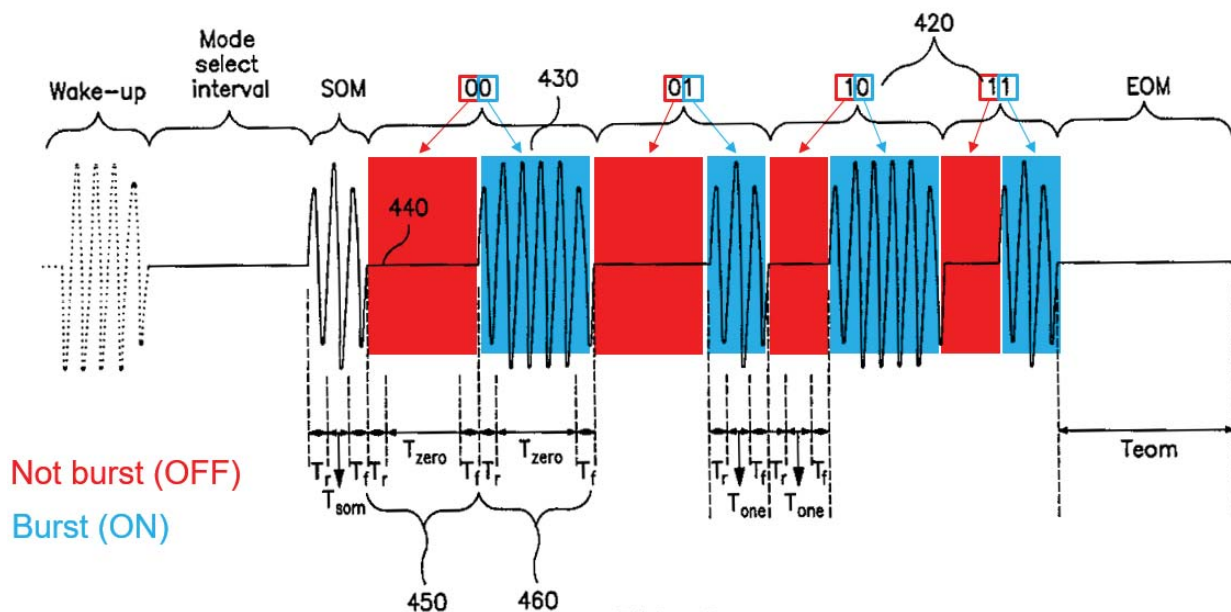 400
420
Mode
select
interval
Wake-up
SOM
00
430
01
10
11
EOM
440
Tr
Tsom
Tf
Tr
Tzero
Tf
Tr
Tzero
Tf
Tr
Tone
Tf
Tr
Tone
Tf
Teom
Not burst (OFF)
Burst (ON)
450
460